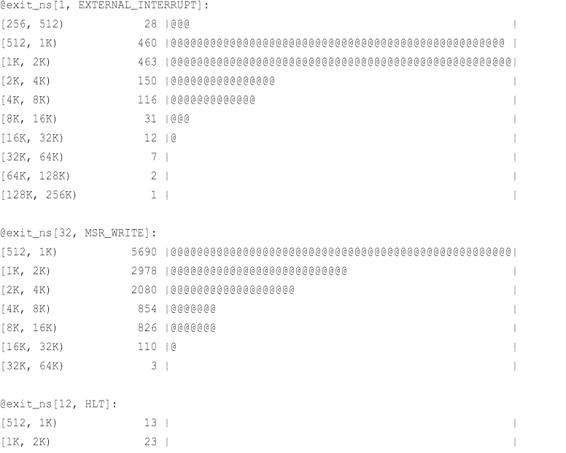 @exit_ns[1, EXTERNAL_INTERRUPT]:
[256, 512) 28 |@@@ |
[512, 1K) 460 |@@@@@@@@@@@@@@@@@@@@@@@@@@@@@@@@@@@@@@@@@@@@@@@@@@@ |
[1K, 2K) 463 |@@@@@@@@@@@@@@@@@@@@@@@@@@@@@@@@@@@@@@@@@@@@@@@@@@@@|
[2K, 4K) 150 |@@@@@@@@@@@@@@@@ |
[4K, 8K) 116 |@@@@@@@@@@@@@ |
[8K, 16K) 31 |@@@ |
[16K, 32K) 12 |@ |
[32K, 64K) 7 | |
[64K, 128K) 2 | |
[128K, 256K) 1 | |
@exit_ns[32, MSR_WRITE]:
[512, 1K) 5690 |@@@@@@@@@@@@@@@@@@@@@@@@@@@@@@@@@@@@@@@@@@@@@@@@@@@@|
[1K, 2K) 2978 |@@@@@@@@@@@@@@@@@@@@@@@@@@@ |
[2K, 4K) 2080 |@@@@@@@@@@@@@@@@@@@ |
[4K, 8K) 854 |@@@@@@@ |
[8K, 16K) 826 |@@@@@@@ |
[16K, 32K) 110 |@ |
[32K, 64K) 3 | |
@exit_ns[12, HLT]:
[512, 1K) 13 | |
[1K, 2K) 23 | |